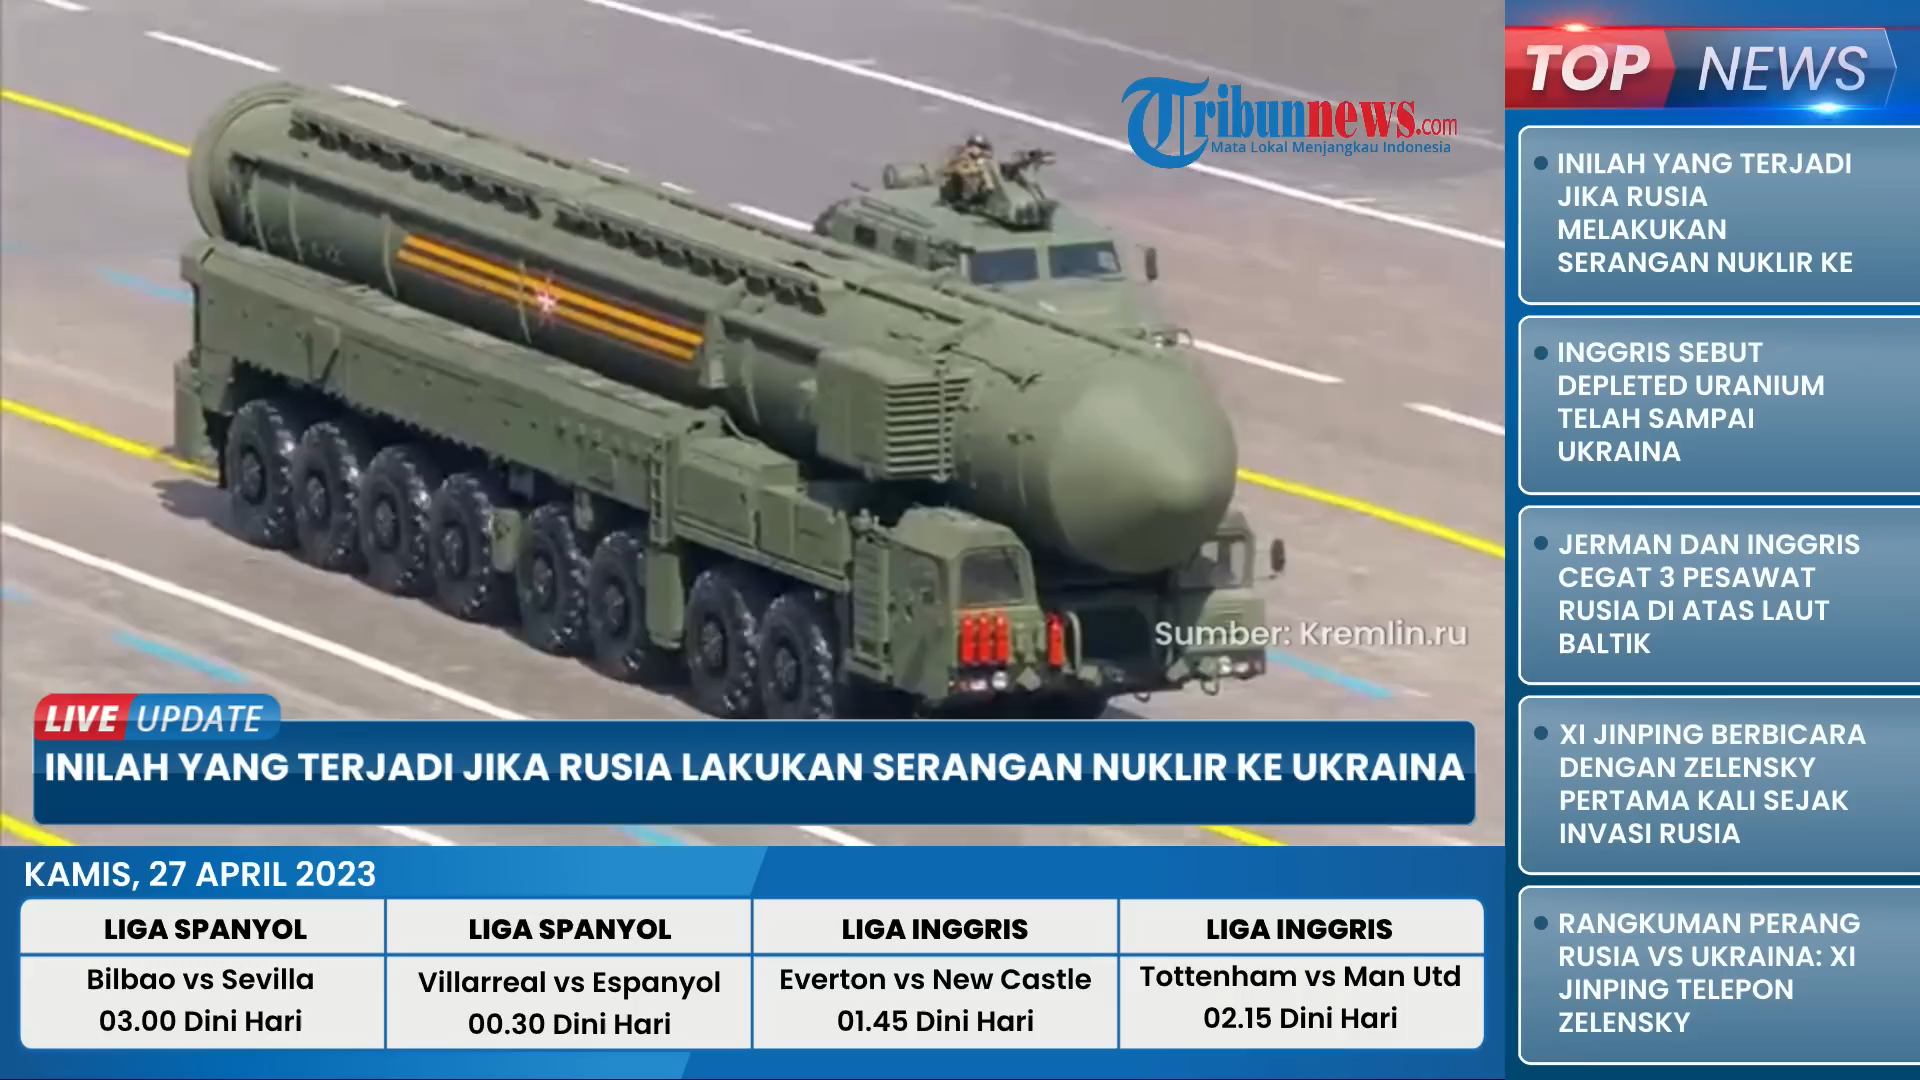 Tribunnews.com
Mata Lokal Menjangkau Indonesia
Sumber: Kremlin.ru
LIVE UPDATE
INILAH YANG TERJADI JIKA RUSIA LAKUKAN SERANGAN NUKLIR KE UKRAINA
KAMIS, 27 APRIL 2023
LIGA SPANYOL
Bilbao vs Sevilla
03.00 Dini Hari
LIGA SPANYOL
Villarreal vs Espanyol
00.30 Dini Hari
LIGA INGGRIS
Everton vs New Castle
01.45 Dini Hari
LIGA INGGRIS
Tottenham vs Man Utd
02.15 Dini Hari
TOP NEWS
INILAH YANG TERJADI
JIKA RUSIA
MELAKUKAN
SERANGAN NUKLIR KE
INGGRIS SEBUT
DEPLETED URANIUM
TELAH SAMPAI
UKRAINA
JERMAN DAN INGGRIS
CEGAT 3 PESAWAT
RUSIA DI ATAS LAUT
BALTIK
XI JINPING BERBICARA
DENGAN ZELENSKY
PERTAMA KALI SEJAK
INVASI RUSIA
RANGKUMAN PERANG
RUSIA VS UKRAINA: XI
JINPING TELEPON
ZELENSKY